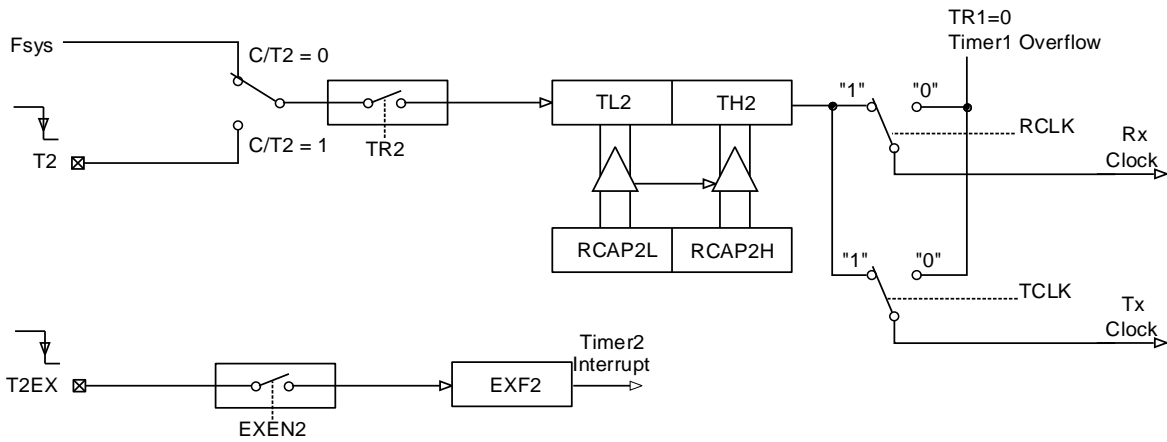 TR1=0
Timer1 Overflow
Fsys
C/T2 = 0
"1"
"0"
TL2
TH2
RCLK
Rx
Clock
T2
C/T2 = 1
TR2
RCAP2L
RCAP2H
"1"
"0"
TCLK
Tx
Clock
Timer2
Interrupt
T2EX
EXF2
EXEN2